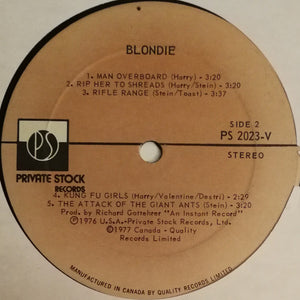 BLONDIE
1. MAN OVERBOARD (Harry) - 3:20
2. RIP HER TO SHREADS (Harry/Stein) - 3:20
3. RIFLE RANGE (Stein/Toast) - 3:37
SIDE 2
PS 2023-V
STEREO
PS
PRIVATE STOCK
RECORDS
4. KUNG FU GIRLS (Harry/Valentine/Destri) - 2:29
5. THE ATTACK OF THE GIANT ANTS (Stein) - 3:20
Prod. by Richard Gottehrer "An Instant Record"
Ⓟ1976 U.S.A.-Private Stock Records, Ltd.
Ⓟ1977 Canada - Quality
Records Limited
MANUFACTURED IN CANADA BY QUALITY RECORDS LIMITED